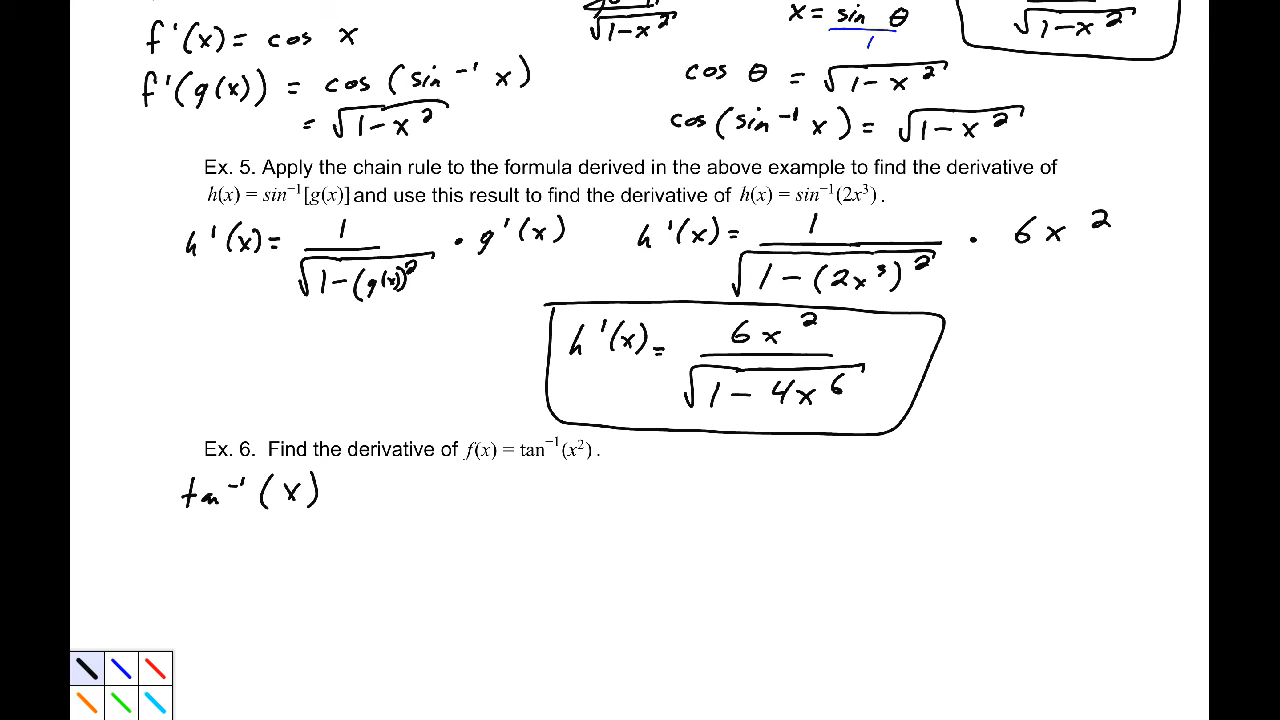 f'(x) = cos x
√1-x²
x = sin θ
1
√1-x²
f'(g(x)) = cos (sin⁻¹ x)
= √1-x²
cos θ = √1-x²
cos(sin⁻¹ x) = √1-x²
Ex. 5. Apply the chain rule to the formula derived in the above example to find the derivative of
h(x) = sin⁻¹[g(x)] and use this result to find the derivative of h(x) = sin⁻¹(2x³).
h'(x) = 1 / √1-(g(x))² · g'(x)
h'(x) = 1 / √1-(2x³)² · 6x²
h'(x) = 6x² / √1-4x⁶
Ex. 6. Find the derivative of f(x) = tan⁻¹(x²).
tan⁻¹(x)